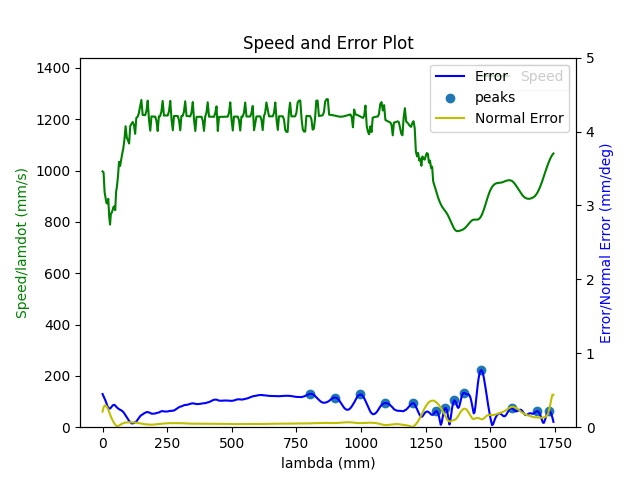 Speed and Error Plot
1400
1200
1000
800
600
400
200
0
Speed/lamdot (mm/s)
5
4
3
2
1
0
Error/Normal Error (mm/deg)
Error
Speed
peaks
Normal Error
0 250 500 750 1000 1250 1500 1750
lambda (mm)